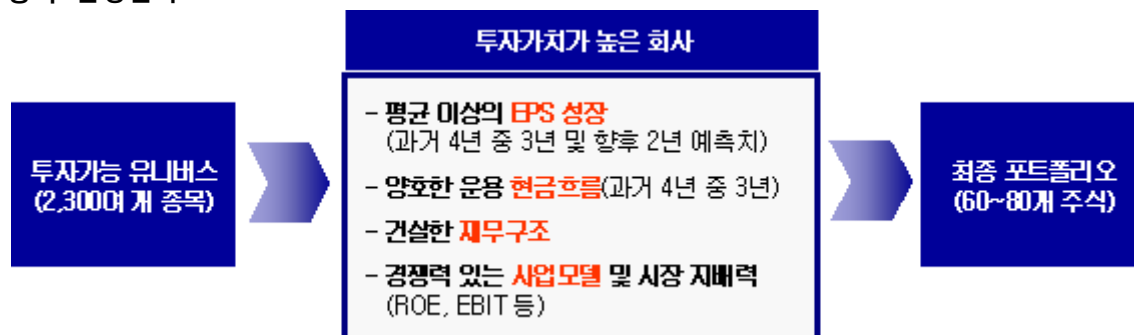 투자가치가 높은 회사
투자가능 유니버스
(2,300여 개 종목)
- 평균 이상의 EPS 성장
(과거 4년 중 3년 및 향후 2년 예측치)
- 양호한 운용 현금흐름(과거 4년 중 3년)
- 건실한 재무구조
- 경쟁력 있는 사업모델 및 시장 지배력
(ROE, EBIT 등)
최종 포트폴리오
(60~80개 주식)